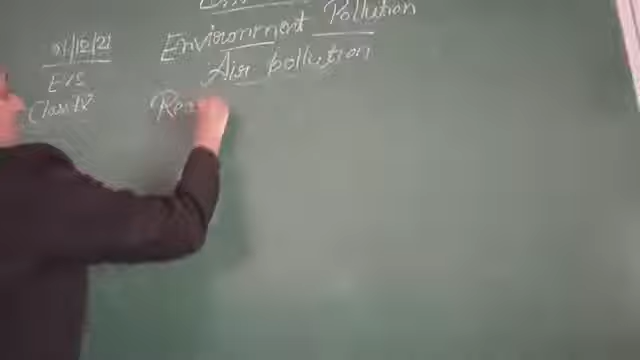 Environment Pollution
Air pollution
01/12/21
EVS
Class IV